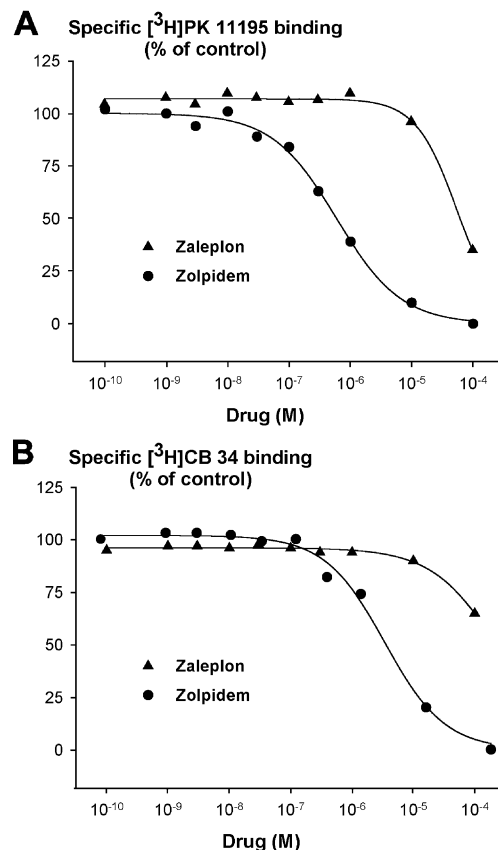 A
Specific [³H]PK 11195 binding
(% of control)
125
100
75
50
25
0
▲ Zaleplon
● Zolpidem
10⁻¹⁰ 10⁻⁹ 10⁻⁸ 10⁻⁷ 10⁻⁶ 10⁻⁵ 10⁻⁴
Drug (M)
B
Specific [³H]CB 34 binding
(% of control)
125
100
75
50
25
0
▲ Zaleplon
● Zolpidem
10⁻¹⁰ 10⁻⁹ 10⁻⁸ 10⁻⁷ 10⁻⁶ 10⁻⁵ 10⁻⁴
Drug (M)